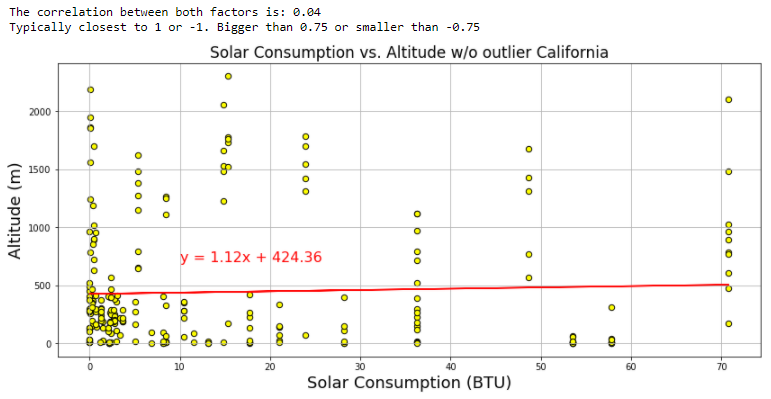 The correlation between both factors is: 0.04
Typically closest to 1 or -1. Bigger than 0.75 or smaller than -0.75
Solar Consumption vs. Altitude w/o outlier California
2000
1500
1000
500
0
Altitude (m)
y = 1.12x + 424.36
0 10 20 30 40 50 60 70
Solar Consumption (BTU)